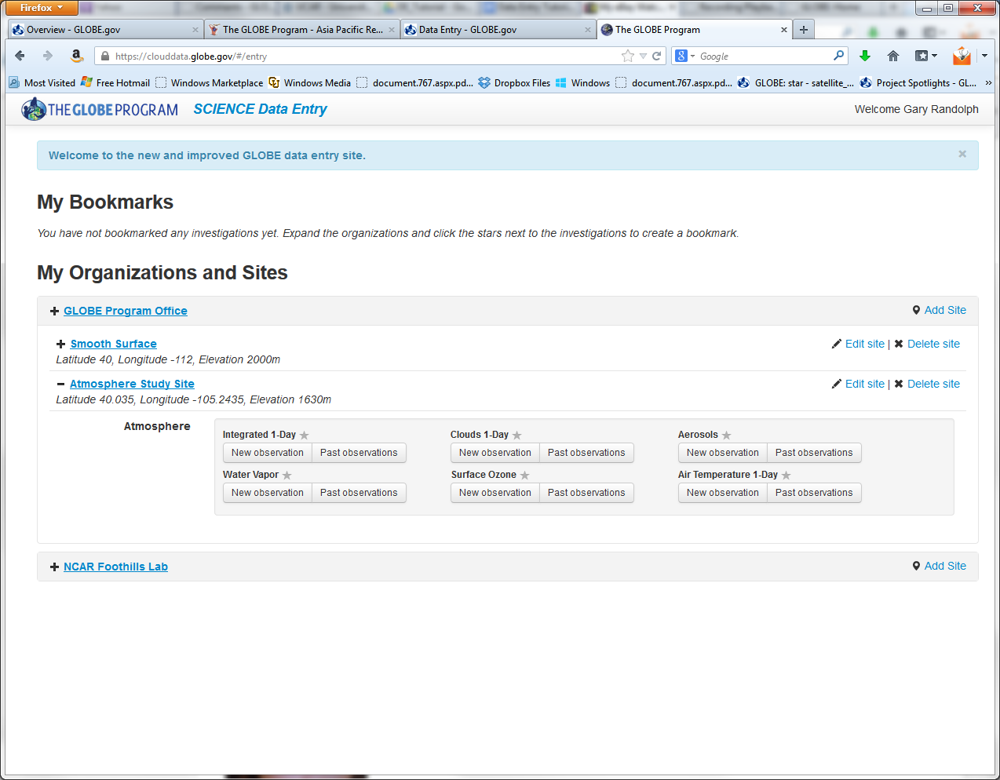 Firefox
Overview - GLOBE.gov
The GLOBE Program - Asia Pacific Re...
Data Entry - GLOBE.gov
The GLOBE Program
https://clouddata.globe.gov/#/entry
Google
Most Visited
Free Hotmail
Windows Marketplace
Windows Media
document.767.aspx.pd...
Dropbox Files
Windows
document.767.aspx.pd...
GLOBE: star - satellite_...
Project Spotlights - GL...
THE GLOBE PROGRAM
SCIENCE Data Entry
Welcome Gary Randolph
Welcome to the new and improved GLOBE data entry site.
My Bookmarks
You have not bookmarked any investigations yet. Expand the organizations and click the stars next to the investigations to create a bookmark.
My Organizations and Sites
GLOBE Program Office
Add Site
Smooth Surface
Edit site | Delete site
Latitude 40, Longitude -112, Elevation 2000m
Atmosphere Study Site
Edit site | Delete site
Latitude 40.035, Longitude -105.2435, Elevation 1630m
Atmosphere
Integrated 1-Day
New observation Past observations
Clouds 1-Day
New observation Past observations
Aerosols
New observation Past observations
Water Vapor
New observation Past observations
Surface Ozone
New observation Past observations
Air Temperature 1-Day
New observation Past observations
NCAR Foothills Lab
Add Site